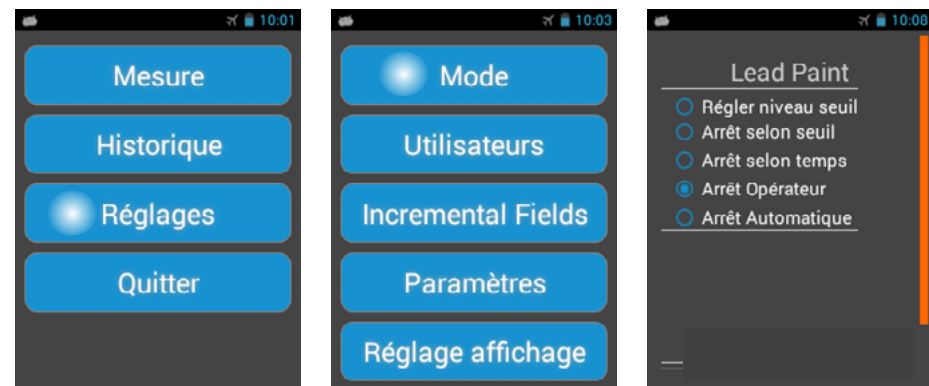 10:01
Mesure
Historique
Réglages
Quitter
10:03
Mode
Utilisateurs
Incremental Fields
Paramètres
Réglage affichage
10:08
Lead Paint
Régler niveau seuil
Arrêt selon seuil
Arrêt selon temps
Arrêt Opérateur
Arrêt Automatique